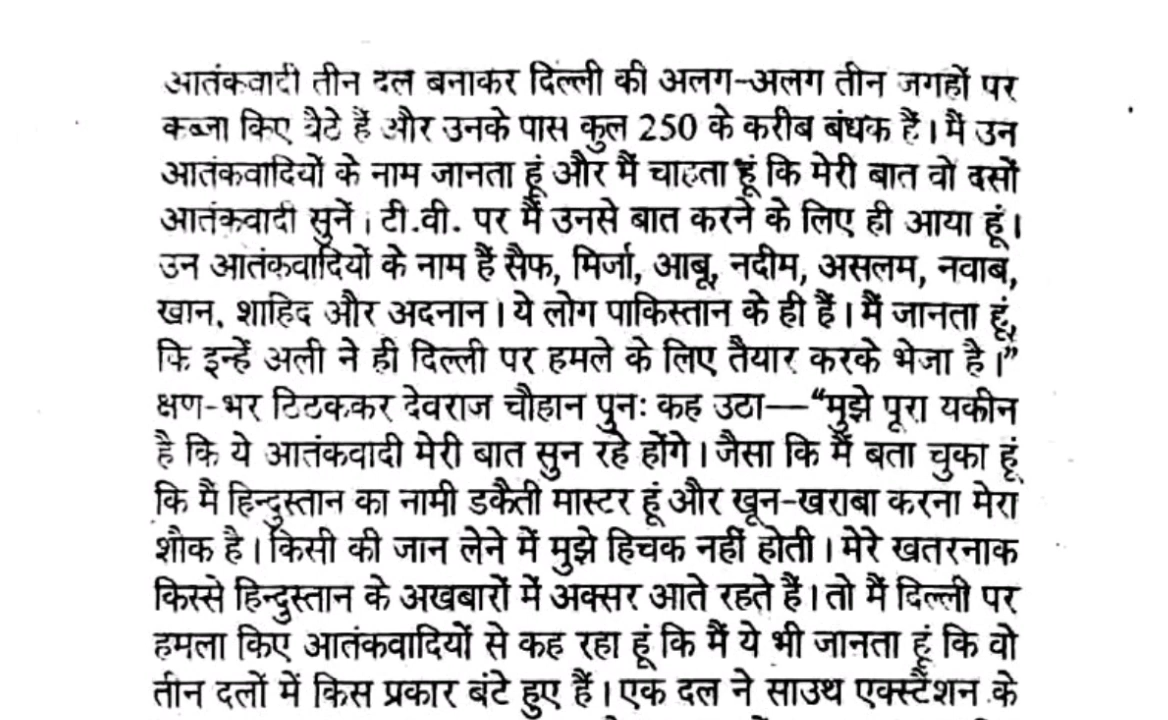 आतंकवादी तीन दल बनाकर दिल्ली की अलग-अलग तीन जगहों पर
कब्जा किए बैठे हैं और उनके पास कुल 250 के करीब बंधक हैं। मैं उन
आतंकवादियों के नाम जानता हूं और मैं चाहता हूं कि मेरी बात वो दसों
आतंकवादी सुनें। टी.वी. पर मैं उनसे बात करने के लिए ही आया हूं।
उन आतंकवादियों के नाम हैं सैफ, मिर्जा, आबू, नदीम, असलम, नवाब,
खान, शाहिद और अदनान। ये लोग पाकिस्तान के ही हैं। मैं जानता हूं,
कि इन्हें अली ने ही दिल्ली पर हमले के लिए तैयार करके भेजा है।”
क्षण-भर ठिठककर देवराज चौहान पुनः कह उठा—“मुझे पूरा यकीन
है कि ये आतंकवादी मेरी बात सुन रहे होंगे। जैसा कि मैं बता चुका हूं
कि मैं हिन्दुस्तान का नामी डकैती मास्टर हूं और खून-खराबा करना मेरा
शौक है। किसी की जान लेने में मुझे हिचक नहीं होती। मेरे खतरनाक
किस्से हिन्दुस्तान के अखबारों में अक्सर आते रहते हैं। तो मैं दिल्ली पर
हमला किए आतंकवादियों से कह रहा हूं कि मैं ये भी जानता हूं कि वो
तीन दलों में किस प्रकार बंटे हुए हैं। एक दल ने साउथ एक्स्टैंशन के